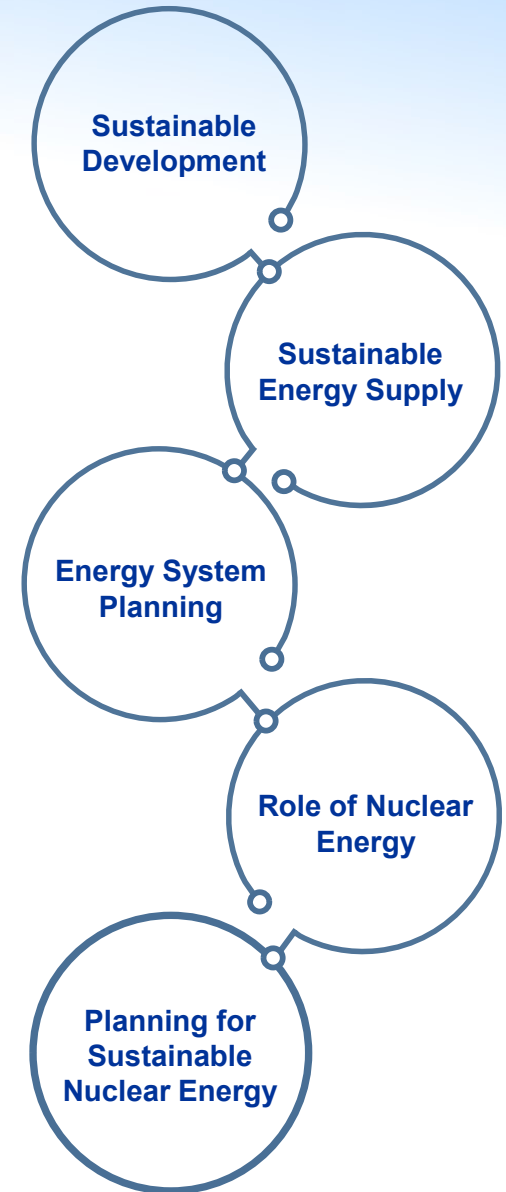 Sustainable
Development
Sustainable
Energy Supply
Energy System
Planning
Role of Nuclear
Energy
Planning for
Sustainable
Nuclear Energy